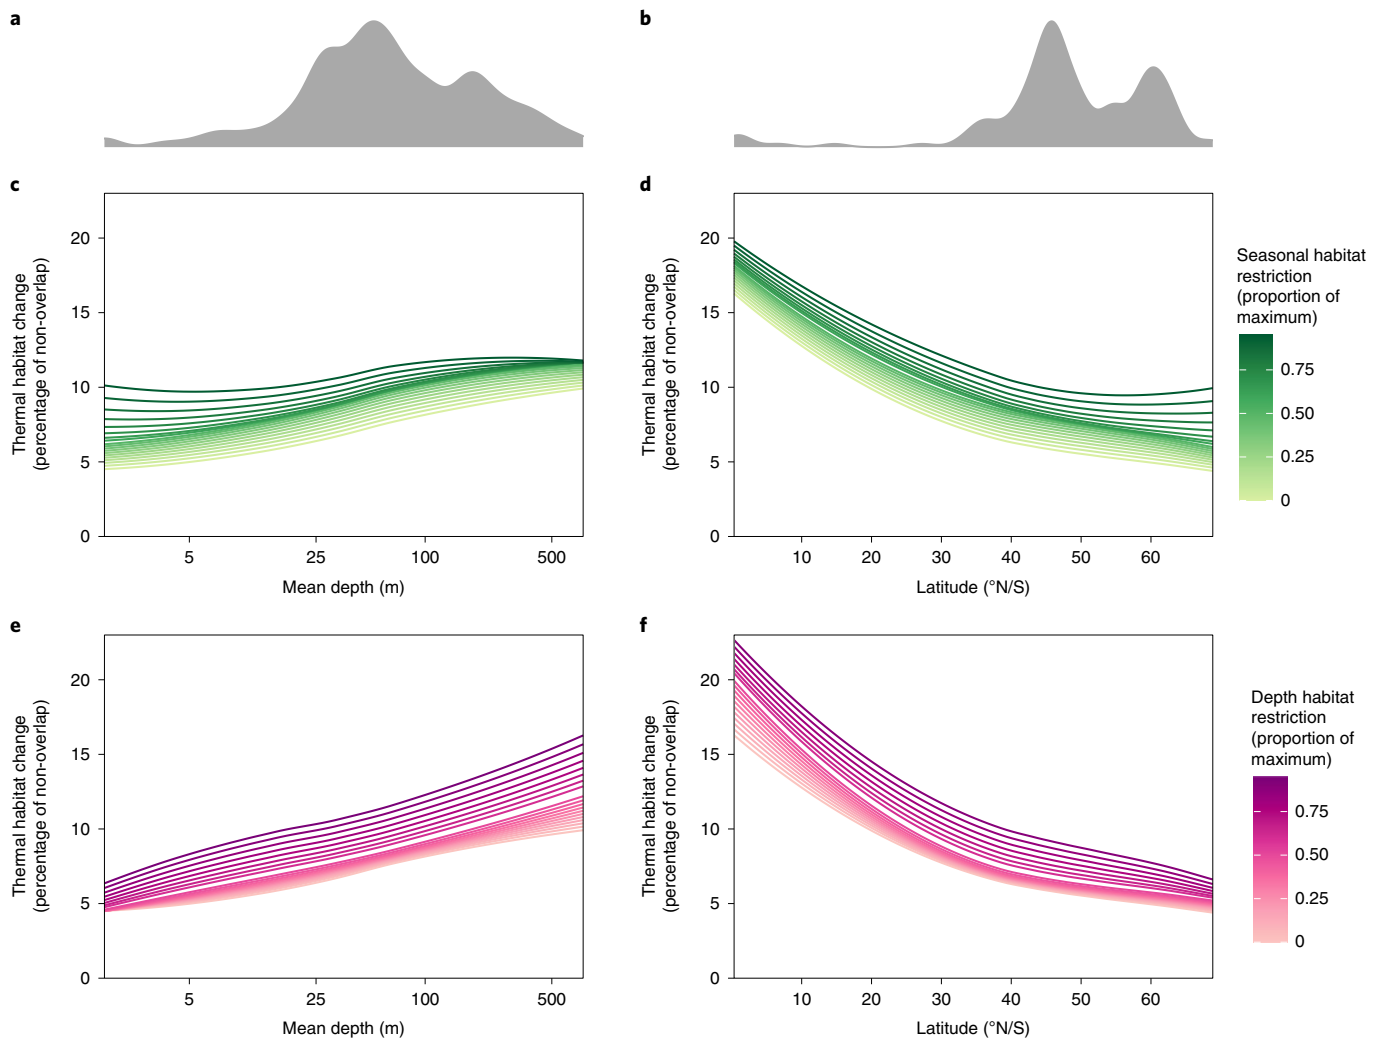 a
b
c
20
15
10
5
0
Thermal habitat change
(percentage of non-overlap)
5
25
100
500
Mean depth (m)
d
20
15
10
5
0
Thermal habitat change
(percentage of non-overlap)
10
20
30
40
50
60
Latitude (°N/S)
Seasonal habitat
restriction
(proportion of
maximum)
0.75
0.50
0.25
0
e
20
15
10
5
0
Thermal habitat change
(percentage of non-overlap)
5
25
100
500
Mean depth (m)
f
20
15
10
5
0
Thermal habitat change
(percentage of non-overlap)
10
20
30
40
50
60
Latitude (°N/S)
Depth habitat
restriction
(proportion of
maximum)
0.75
0.50
0.25
0